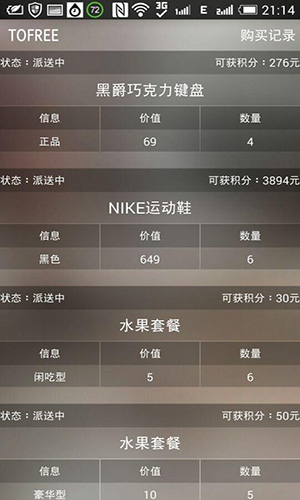 72 3G E 21:14
TOFREE 购买记录
状态：派送中 可获积分：276元
黑爵巧克力键盘
信息 价值 数量
正品 69 4
状态：派送中 可获积分：3894元
NIKE运动鞋
信息 价值 数量
黑色 649 6
状态：派送中 可获积分：30元
水果套餐
信息 价值 数量
闲吃型 5 6
状态：派送中 可获积分：50元
水果套餐
信息 价值 数量
豪华型 10 5